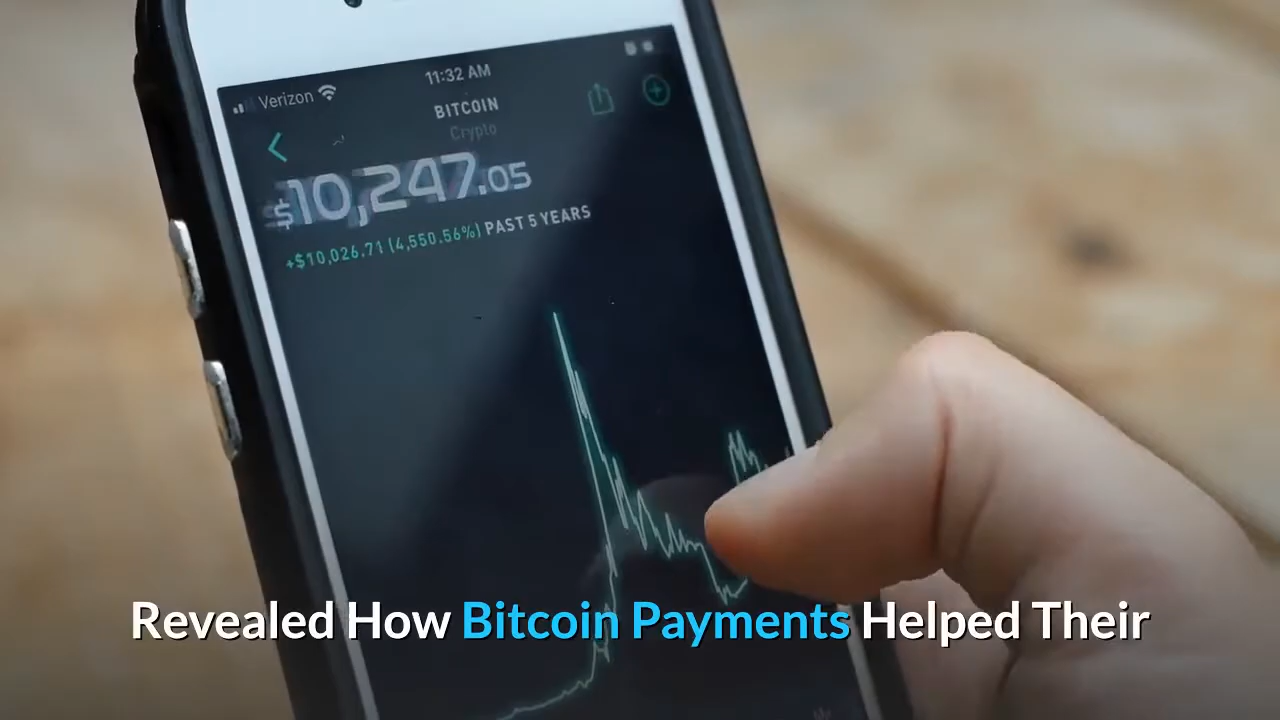 Verizon 11:32 AM
BITCOIN
Crypto
$10,247.05
+$10,026.71 (4,550.56%) PAST 5 YEARS
Revealed How Bitcoin Payments Helped Their